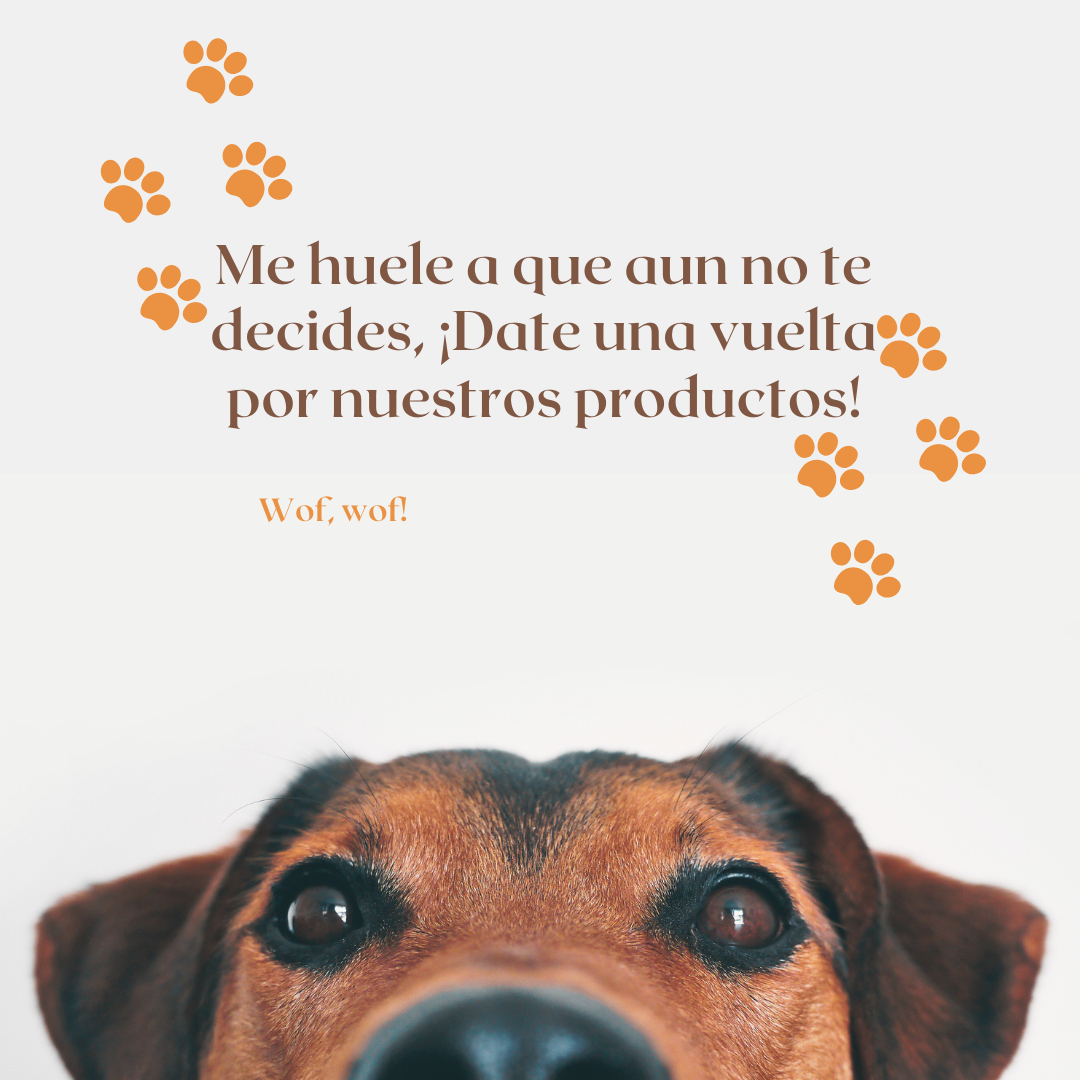 Me huele a que aun no te
decides, ¡Date una vuelta
por nuestros productos!
Wof, wof!